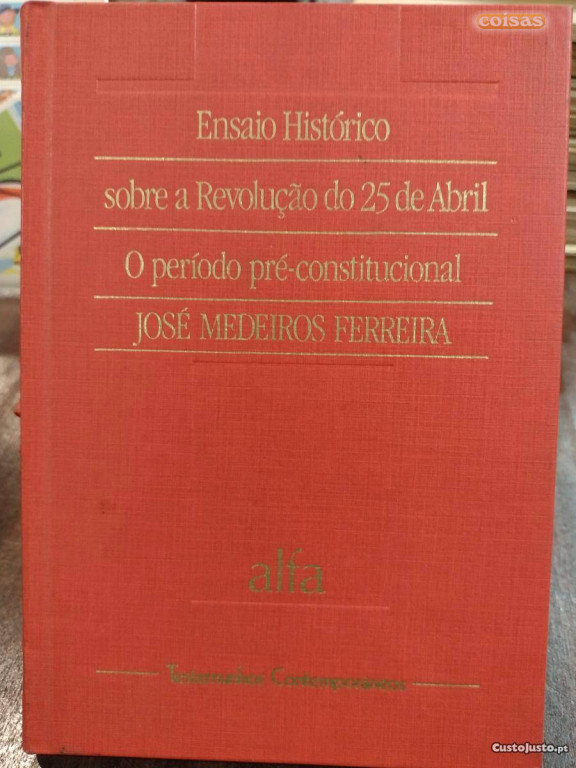 coisas
Ensaio Histórico
sobre a Revolução do 25 de Abril
O período pré-constitucional
JOSÉ MEDEIROS FERREIRA
alfa
Testemunhos Contemporâneos
CustoJusto.pt